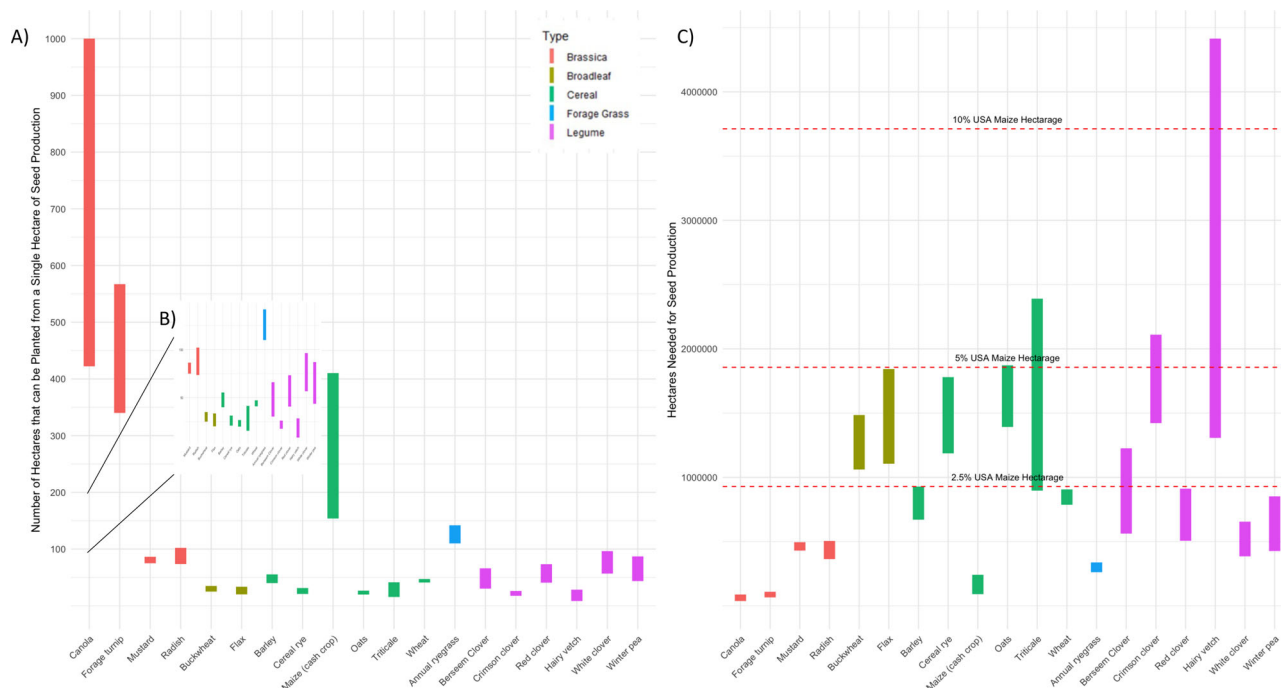 A)
Number of Hectares that can be Planted from a Single Hectare of Seed Production
1000
900
800
700
600
500
400
300
200
100
Type
Brassica
Broadleaf
Cereal
Forage Grass
Legume
B)
Canola
Forage turnip
Mustard
Radish
Buckwheat
Flax
Barley
Cereal rye
Maize (cash crop)
Oats
Triticale
Wheat
Annual ryegrass
Berseem Clover
Crimson clover
Red clover
Hairy vetch
White clover
Winter pea
C)
Hectares Needed for Seed Production
4000000
3000000
2000000
1000000
10% USA Maize Hectarage
5% USA Maize Hectarage
2.5% USA Maize Hectarage
Canola
Forage turnip
Mustard
Radish
Buckwheat
Flax
Barley
Cereal rye
Maize (cash crop)
Oats
Triticale
Wheat
Annual ryegrass
Berseem Clover
Crimson clover
Red clover
Hairy vetch
White clover
Winter pea